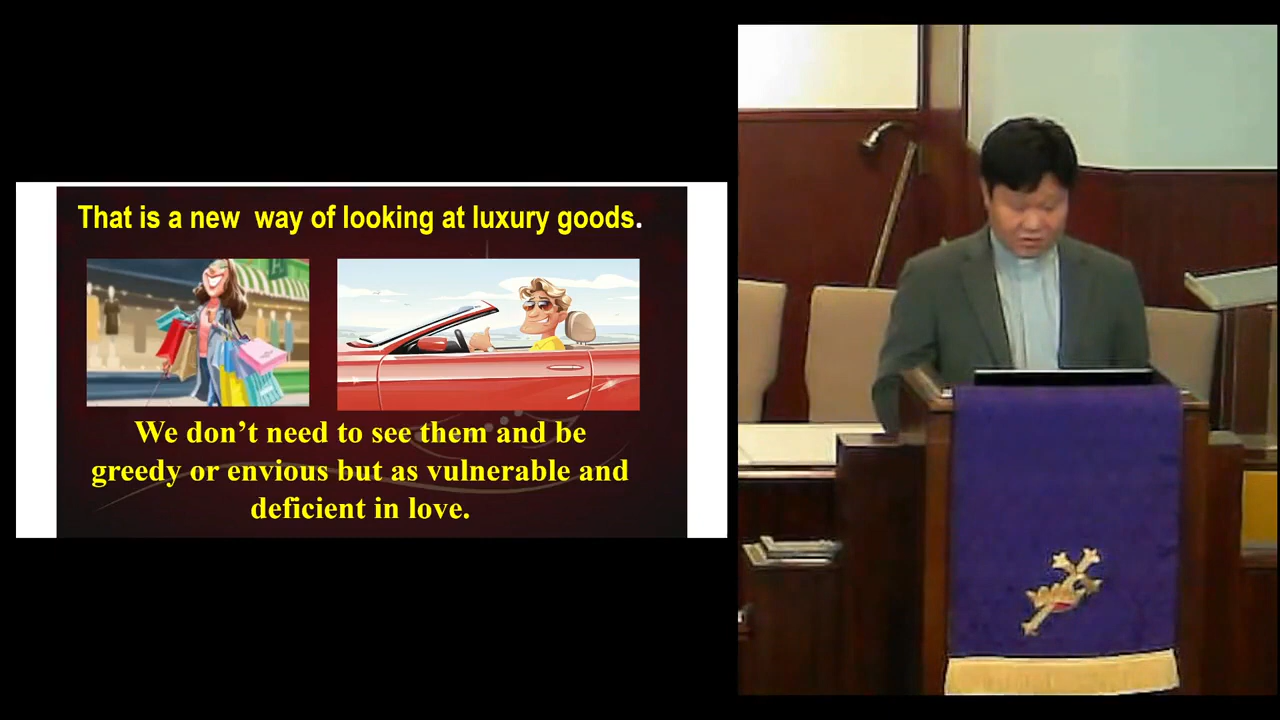 That is a new  way of looking at luxury goods.
We don’t need to see them and be
greedy or envious but as vulnerable and
deficient in love.